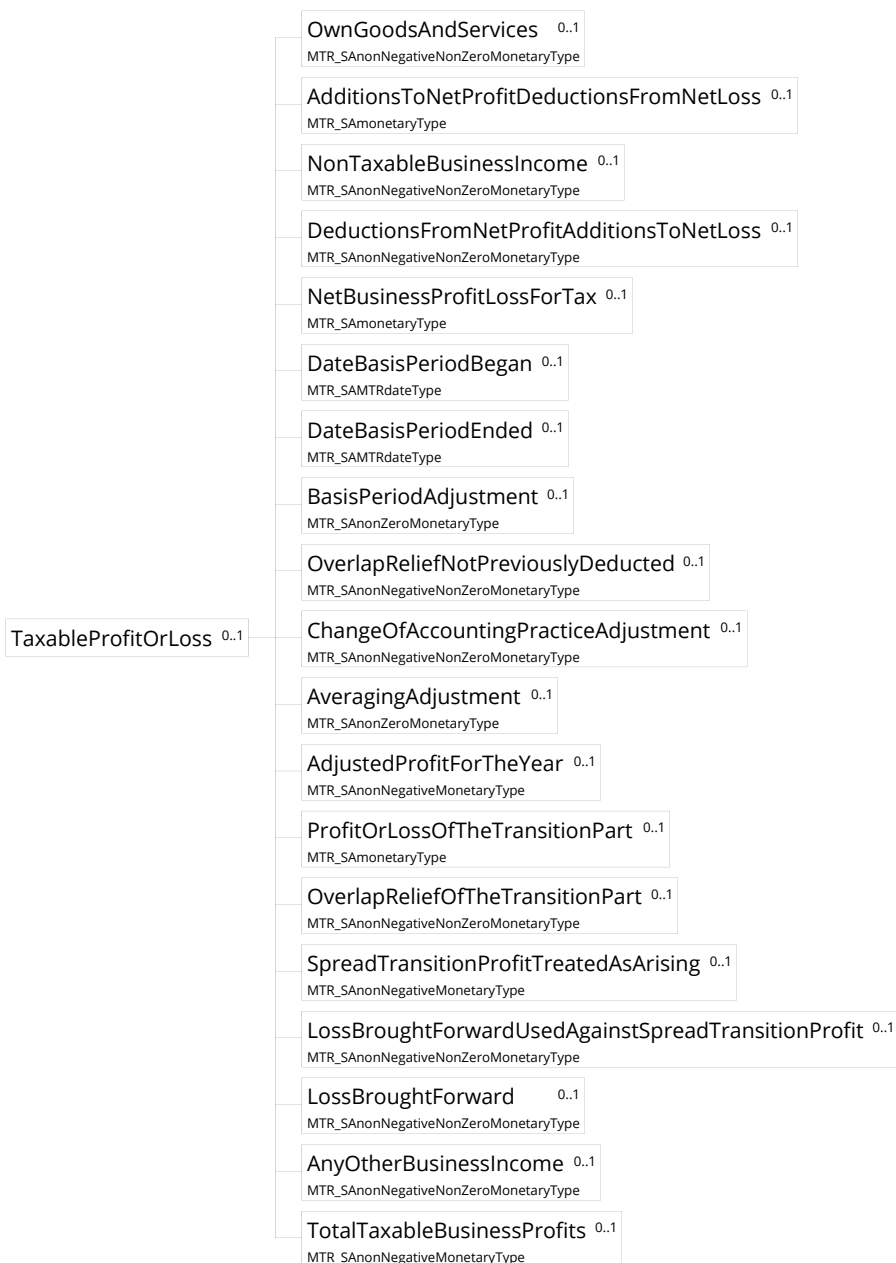 OwnGoodsAndServices 0..1
MTR_SAnonNegativeNonZeroMonetaryType
AdditionsToNetProfitDeductionsFromNetLoss 0..1
MTR_SAmonetaryType
NonTaxableBusinessIncome 0..1
MTR_SAnonNegativeNonZeroMonetaryType
DeductionsFromNetProfitAdditionsToNetLoss 0..1
MTR_SAnonNegativeNonZeroMonetaryType
NetBusinessProfitLossForTax 0..1
MTR_SAmonetaryType
DateBasisPeriodBegan 0..1
MTR_SAMTRdateType
DateBasisPeriodEnded 0..1
MTR_SAMTRdateType
BasisPeriodAdjustment 0..1
MTR_SAnonZeroMonetaryType
OverlapReliefNotPreviouslyDeducted 0..1
MTR_SAnonNegativeNonZeroMonetaryType
TaxableProfitOrLoss 0..1
ChangeOfAccountingPracticeAdjustment 0..1
MTR_SAnonNegativeNonZeroMonetaryType
AveragingAdjustment 0..1
MTR_SAnonZeroMonetaryType
AdjustedProfitForTheYear 0..1
MTR_SAnonNegativeMonetaryType
ProfitOrLossOfTheTransitionPart 0..1
MTR_SAmonetaryType
OverlapReliefOfTheTransitionPart 0..1
MTR_SAnonNegativeNonZeroMonetaryType
SpreadTransitionProfitTreatedAsArising 0..1
MTR_SAnonNegativeMonetaryType
LossBroughtForwardUsedAgainstSpreadTransitionProfit 0..1
MTR_SAnonNegativeNonZeroMonetaryType
LossBroughtForward 0..1
MTR_SAnonNegativeNonZeroMonetaryType
AnyOtherBusinessIncome 0..1
MTR_SAnonNegativeNonZeroMonetaryType
TotalTaxableBusinessProfits 0..1
MTR_SAnonNegativeMonetaryType